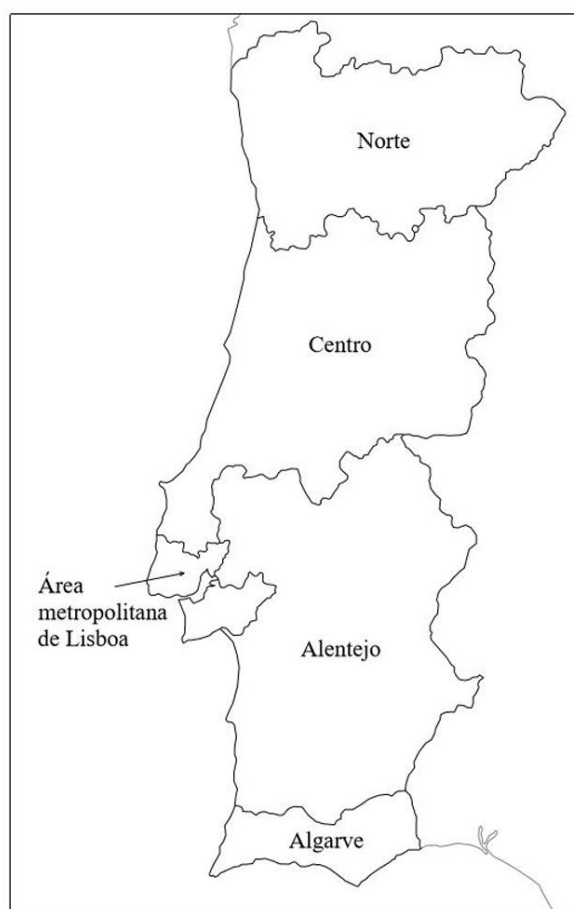 Norte
Centro
Área
metropolitana
de Lisboa
Alentejo
Algarve